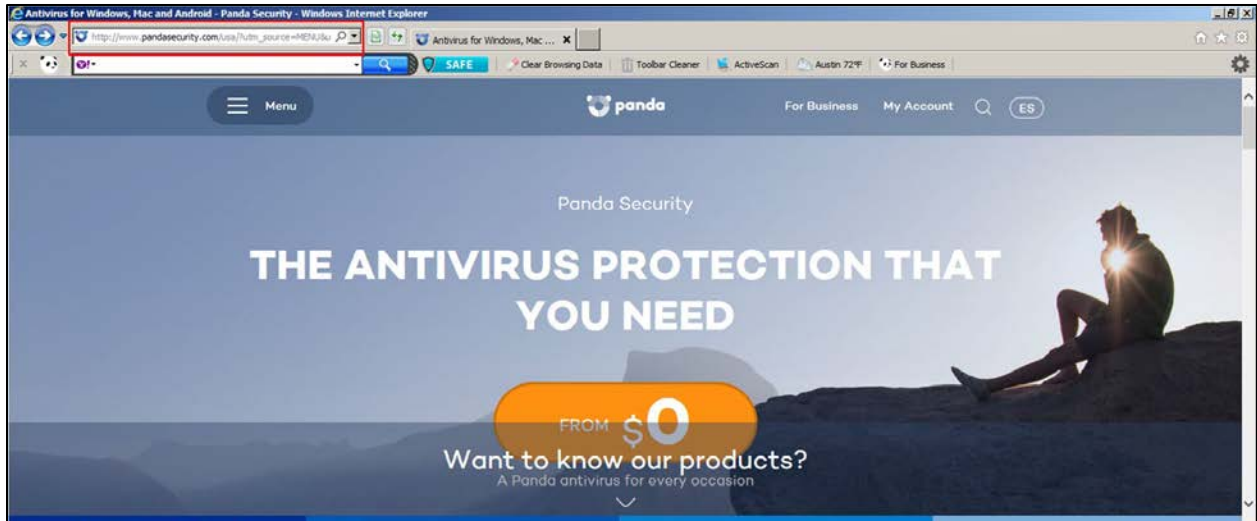 Antivirus for Windows, Mac and Android - Panda Security - Windows Internet Explorer
http://www.pandasecurity.com/usa/?utm_source=MENU&u
Antivirus for Windows, Mac ...
Y!
SAFE Clear Browsing Data Toolbar Cleaner ActiveScan Austin 72°F For Business
Menu panda For Business My Account ES
Panda Security
THE ANTIVIRUS PROTECTION THAT
YOU NEED
FROM $0
Want to know our products?
A Panda antivirus for every occasion